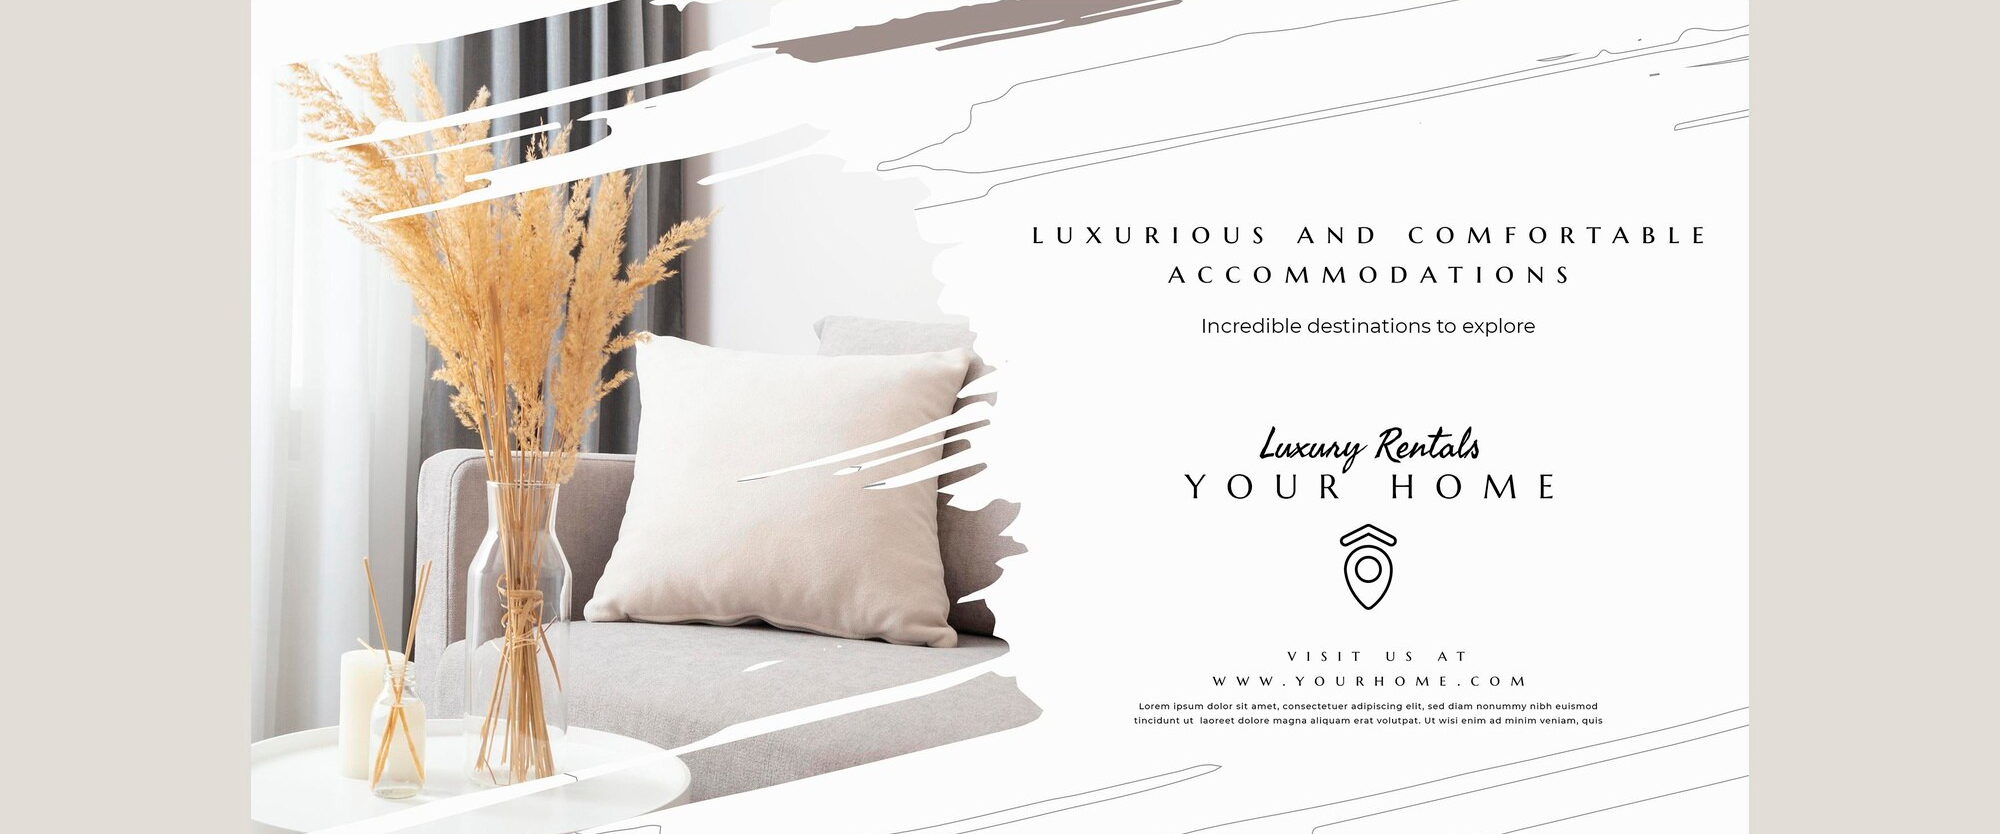 LUXURIOUS AND COMFORTABLE
ACCOMMODATIONS
Incredible destinations to explore
Luxury Rentals
YOUR HOME
VISIT US AT
WWW.YOURHOME.COM
Lorem ipsum dolor sit amet, consectetuer adipiscing elit, sed diam nonummy nibh euismod
tincidunt ut laoreet dolore magna aliquam erat volutpat. Ut wisi enim ad minim veniam, quis